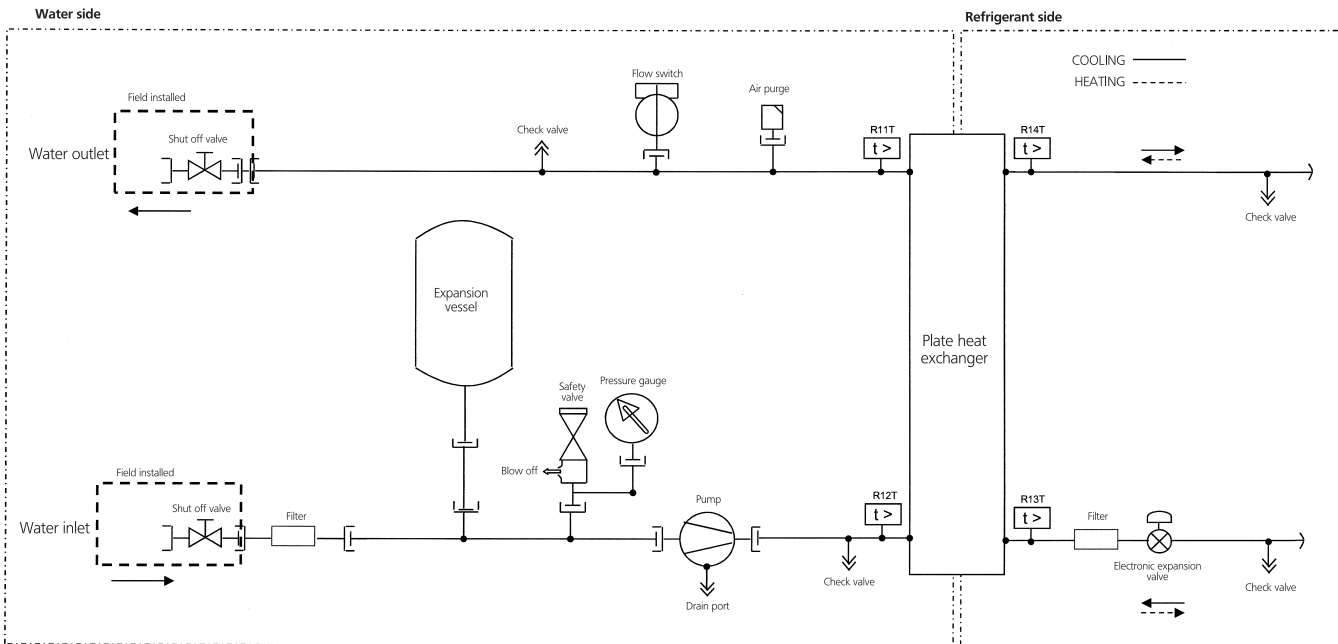 Water side
Refrigerant side
COOLING
HEATING
Flow switch
Air purge
Field installed
Check valve
Shut off valve
Water outlet
R11T
t >
R14T
t >
Check valve
Expansion
vessel
Plate heat
exchanger
Safety
valve
Pressure gauge
Blow off
Field installed
Shut off valve
Water inlet
Filter
Pump
R12T
t >
R13T
t >
Filter
Check valve
Electronic expansion
valve
Check valve
Drain port